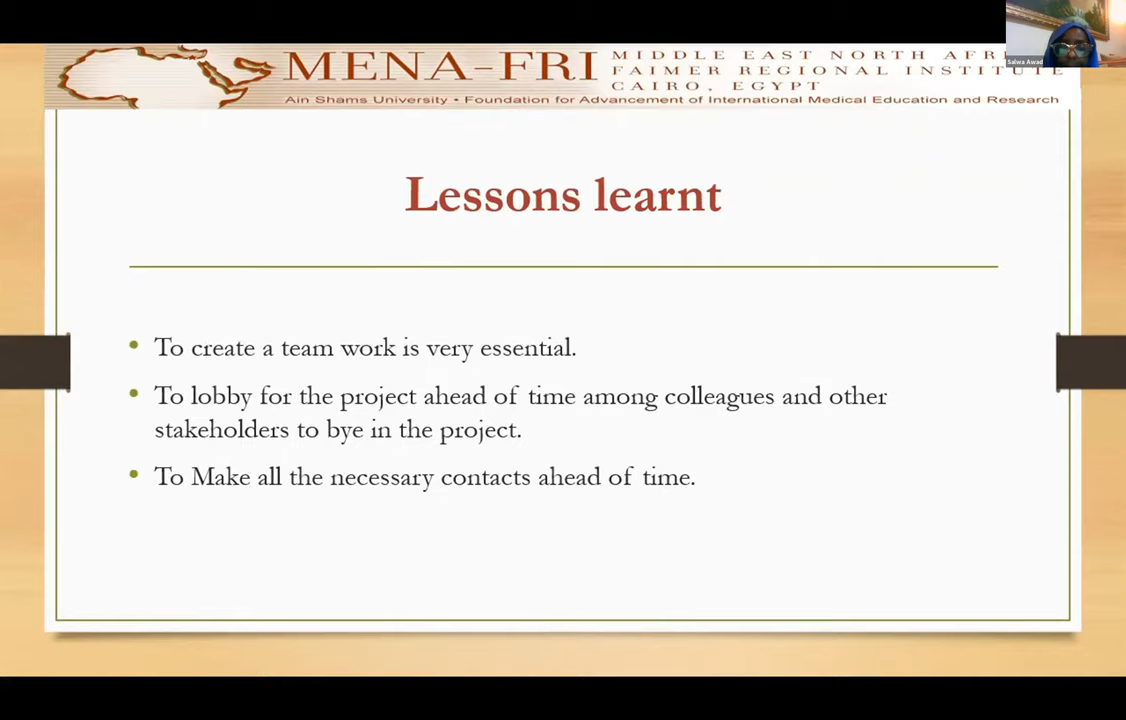 MENA-FRI
MIDDLE EAST NORTH AFRI
FAIMER REGIONAL INSTITUTE
CAIRO, EGYPT
Ain Shams University • Foundation for Advancement of International Medical Education and Research
Salwa Awad
Lessons learnt
• To create a team work is very essential.
• To lobby for the project ahead of time among colleagues and other
stakeholders to bye in the project.
• To Make all the necessary contacts ahead of time.